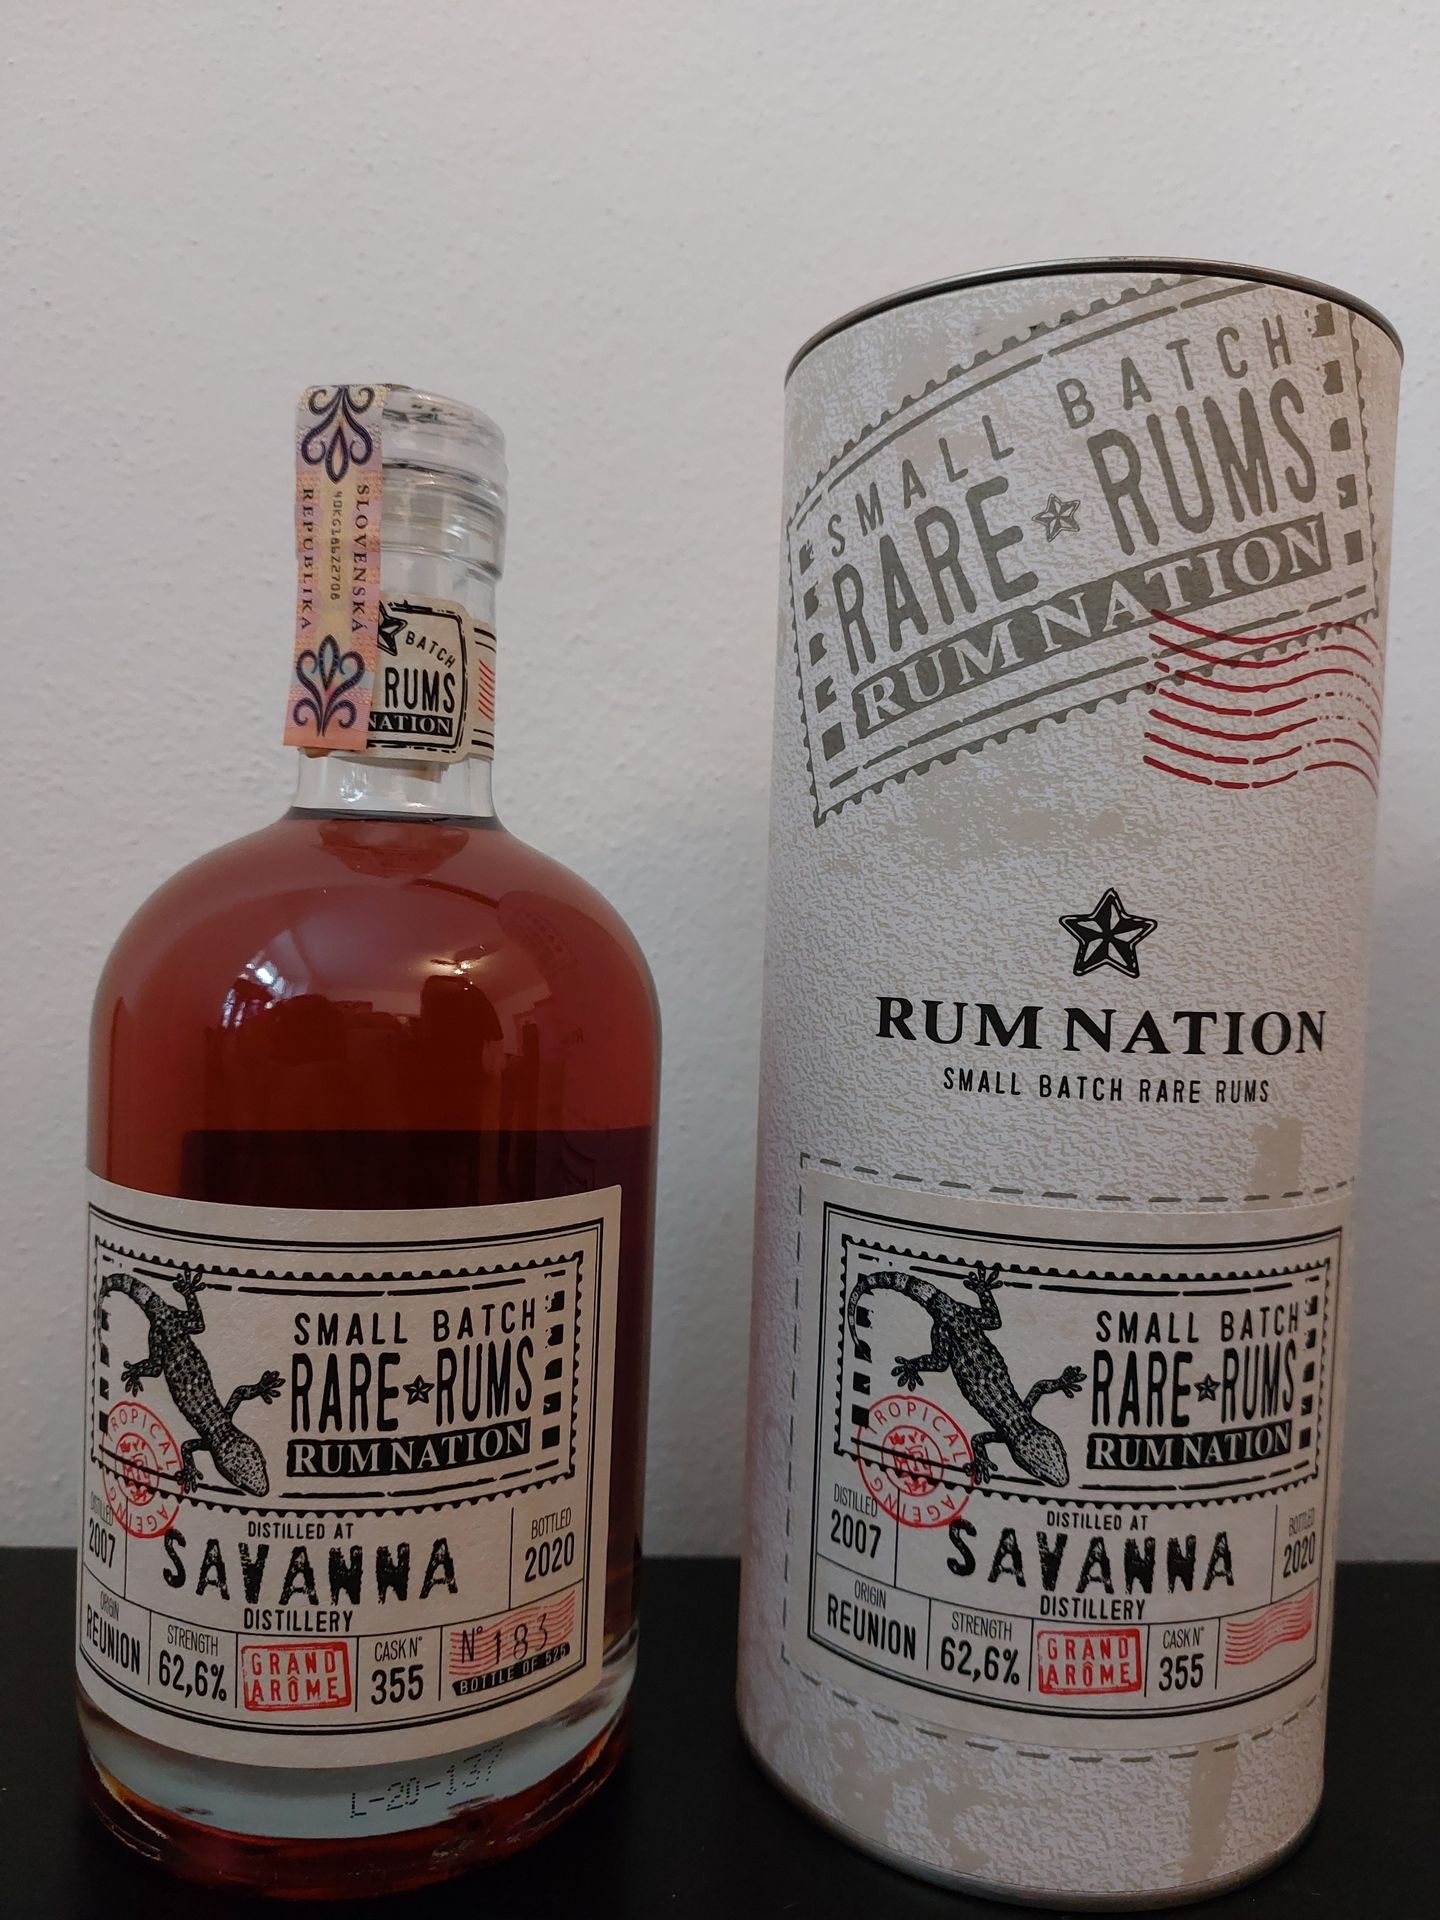 SLOVENSKÁ
REPUBLIKA
BATCH
RUMS
NATION
SMALL BATCH
RARE RUMS
RUM NATION
TROPICAL
AGEING
DISTILLED
2007
DISTILLED AT
SAVANNA
DISTILLERY
BOTTLED
2020
ORIGIN
REUNION
STRENGTH
62,6%
GRAND
ARÔME
CASK N°
355
N° 183
BOTTLE OF 525
L-20-137
SMALL BATCH
RARE RUMS
RUM NATION
RUM NATION
SMALL BATCH RARE RUMS
SMALL BATCH
RARE RUMS
RUM NATION
TROPICAL
AGEING
DISTILLED
2007
DISTILLED AT
SAVANNA
DISTILLERY
BOTTLED
2020
ORIGIN
REUNION
STRENGTH
62,6%
GRAND
ARÔME
CASK N°
355